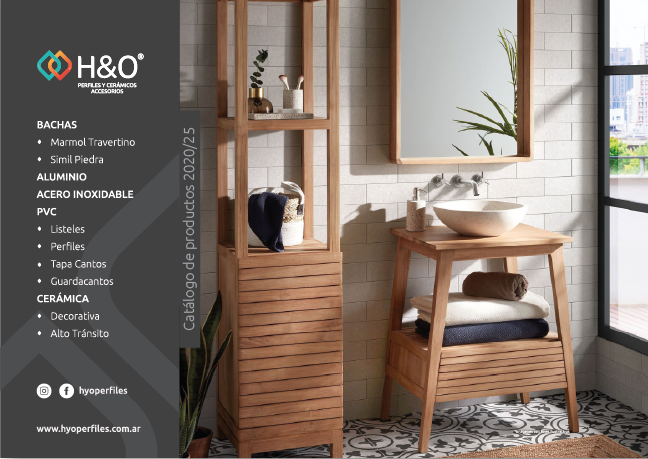 H&O®
PERFILES Y CERÁMICOS
ACCESORIOS
BACHAS
• Marmol Travertino
• Simil Piedra
ALUMINIO
ACERO INOXIDABLE
PVC
• Listeles
• Perfiles
• Tapa Cantos
• Guardacantos
CERÁMICA
• Decorativa
• Alto Tránsito
hyoperfiles
www.hyoperfiles.com.ar
Catálogo de productos 2020/25